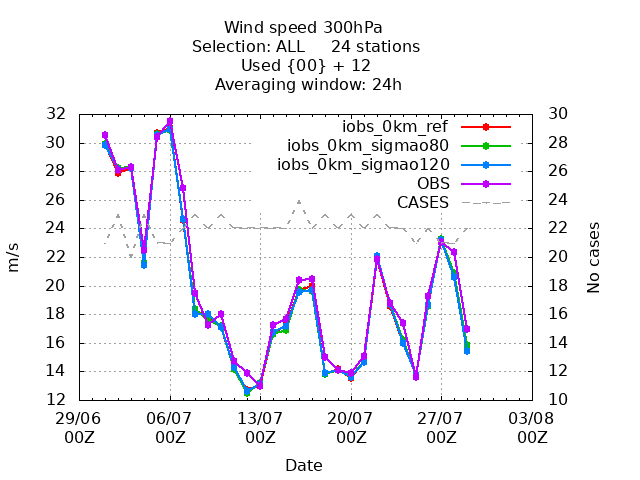 Wind speed 300hPa
Selection: ALL 24 stations
Used {00} + 12
Averaging window: 24h
iobs_0km_ref
iobs_0km_sigmao80
iobs_0km_sigmao120
OBS
CASES
32
30
28
26
24
22
20
18
16
14
12
m/s
30
28
26
24
22
20
18
16
14
12
10
No cases
29/06 06/07 13/07 20/07 27/07 03/08
00Z 00Z 00Z 00Z 00Z 00Z
Date